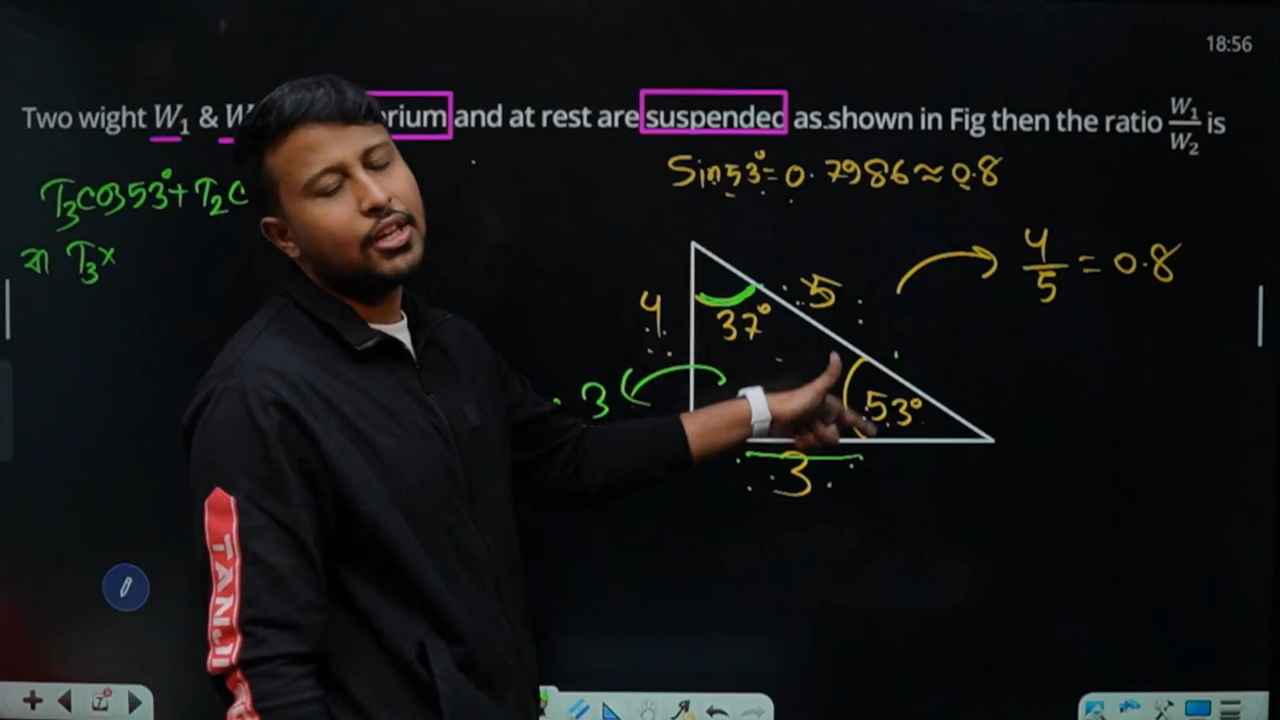 18:56
Two wight W₁ & W erium and at rest are suspended as shown in Fig then the ratio W₁/W₂ is
Sin53° = 0.7986 ≈ 0.8
T₃cos53° + T₂c
বা T₃×
4
37°
5
4/5 = 0.8
3
53°
3
TANJI